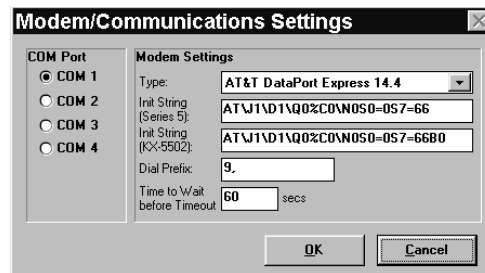 Modem/Communications Settings
COM Port
COM 1
COM 2
COM 3
COM 4
Modem Settings
Type: AT&T DataPort Express 14.4
Init String
(Series 5): AT\J1\D1\Q0%C0\N0S0=0S7=66
Init String
(KX-5502): AT\J1\D1\Q0%C0\N0S0=0S7=66B0
Dial Prefix: 9,
Time to Wait
before Timeout 60 secs
OK Cancel